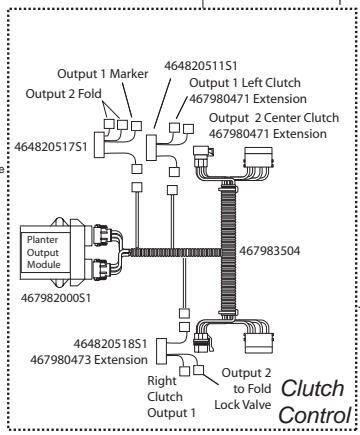 464820511S1
Output 1 Marker
Output 1 Left Clutch
467980471 Extension
Output 2 Fold
Output 2 Center Clutch
467980471 Extension
464820517S1
e
Planter
Output
Module
467983504
467982000S1
464820518S1
467980473 Extension
Right
Clutch
Output 1
Output 2
to Fold
Lock Valve
Clutch
Control